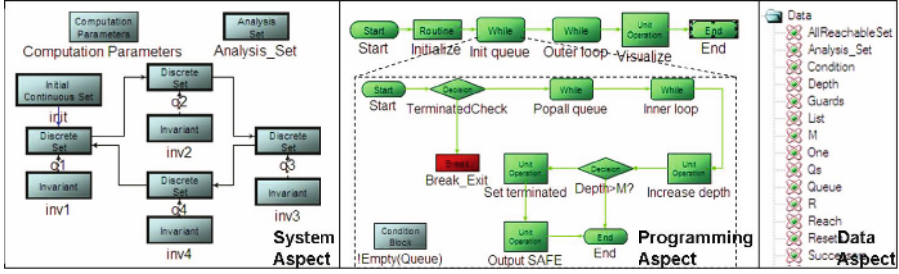 Computation
Parameters
Computation Parameters
Analysis
Set
Analysis_Set
Initial
Continuous Set
init
Discrete
Set
q2
Invariant
inv2
Discrete
Set
q1
Invariant
inv1
Discrete
Set
q3
Invariant
inv3
Discrete
Set
q4
Invariant
inv4
System
Aspect
Start
Start
Routine
Initialize
While
Init queue
While
Outer loop
Unit
Operation
Visualize
End
End
Start
Start
Decision
TerminatedCheck
While
Popall queue
While
Inner loop
Break
Break_Exit
Unit
Operation
Set terminated
Decision
Depth>M?
Unit
Operation
Increase depth
Condition
Block
!Empty(Queue)
Unit
Operation
Output SAFE
End
End
Programming
Aspect
Data
AllReachableSet
Analysis_Set
Condition
Depth
Guards
List
M
One
Qs
Queue
R
Reach
Reset
Data
Aspect